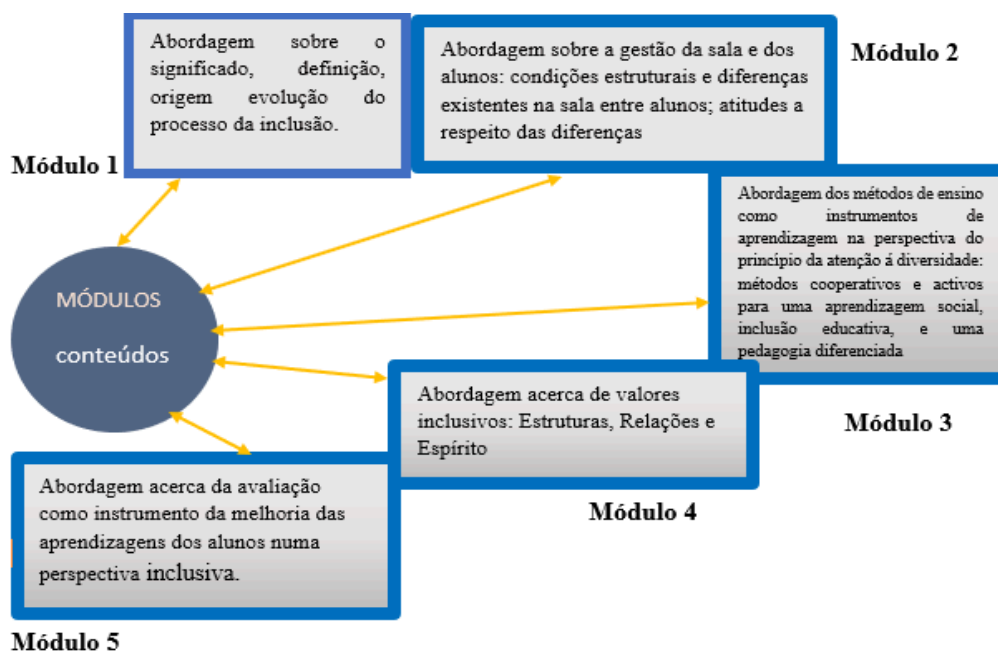 Abordagem sobre o
significado, definição,
origem evolução do
processo da inclusão.
Módulo 1
Abordagem sobre a gestão da sala e dos
alunos: condições estruturais e diferenças
existentes na sala entre alunos; atitudes a
respeito das diferenças
Módulo 2
Abordagem dos métodos de ensino
como instrumentos de
aprendizagem na perspectiva do
princípio da atenção á diversidade:
métodos cooperativos e activos
para uma aprendizagem social,
inclusão educativa, e uma
pedagogia diferenciada
Módulo 3
MÓDULOS
conteúdos
Abordagem acerca de valores
inclusivos: Estruturas, Relações e
Espírito
Módulo 4
Abordagem acerca da avaliação
como instrumento da melhoria das
aprendizagens dos alunos numa
perspectiva inclusiva.
Módulo 5